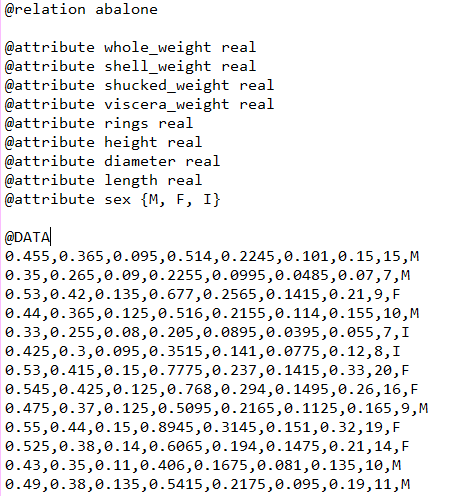 @relation abalone
@attribute whole_weight real
@attribute shell_weight real
@attribute shucked_weight real
@attribute viscera_weight real
@attribute rings real
@attribute height real
@attribute diameter real
@attribute length real
@attribute sex {M, F, I}
@DATA
0.455,0.365,0.095,0.514,0.2245,0.101,0.15,15,M
0.35,0.265,0.09,0.2255,0.0995,0.0485,0.07,7,M
0.53,0.42,0.135,0.677,0.2565,0.1415,0.21,9,F
0.44,0.365,0.125,0.516,0.2155,0.114,0.155,10,M
0.33,0.255,0.08,0.205,0.0895,0.0395,0.055,7,I
0.425,0.3,0.095,0.3515,0.141,0.0775,0.12,8,I
0.53,0.415,0.15,0.7775,0.237,0.1415,0.33,20,F
0.545,0.425,0.125,0.768,0.294,0.1495,0.26,16,F
0.475,0.37,0.125,0.5095,0.2165,0.1125,0.165,9,M
0.55,0.44,0.15,0.8945,0.3145,0.151,0.32,19,F
0.525,0.38,0.14,0.6065,0.194,0.1475,0.21,14,F
0.43,0.35,0.11,0.406,0.1675,0.081,0.135,10,M
0.49,0.38,0.135,0.5415,0.2175,0.095,0.19,11,M